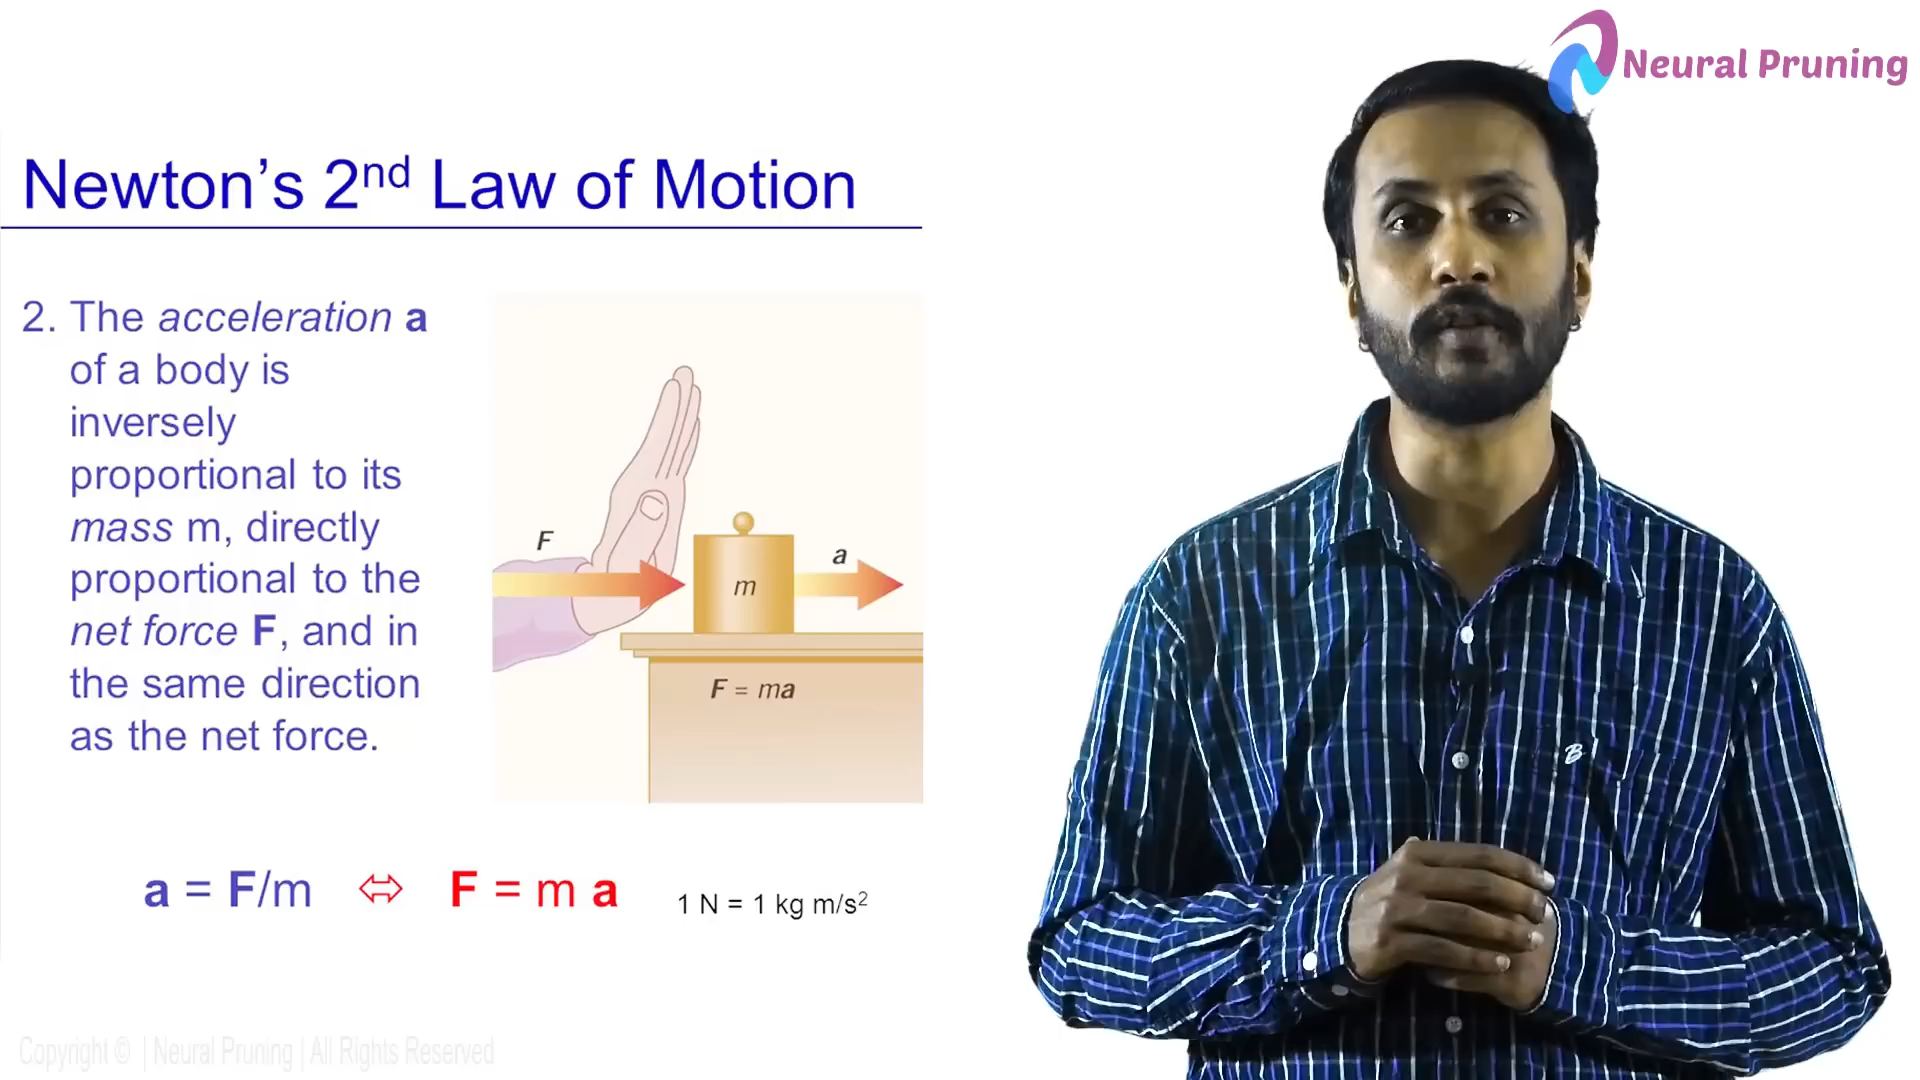 Neural Pruning
Newton’s 2nd Law of Motion
2. The acceleration a
of a body is
inversely
proportional to its
mass m, directly
proportional to the
net force F, and in
the same direction
as the net force.
F
m
a
F = ma
a = F/m ⇔ F = m a
1 N = 1 kg m/s²
B
Copyright © | Neural Pruning | All Rights Reserved